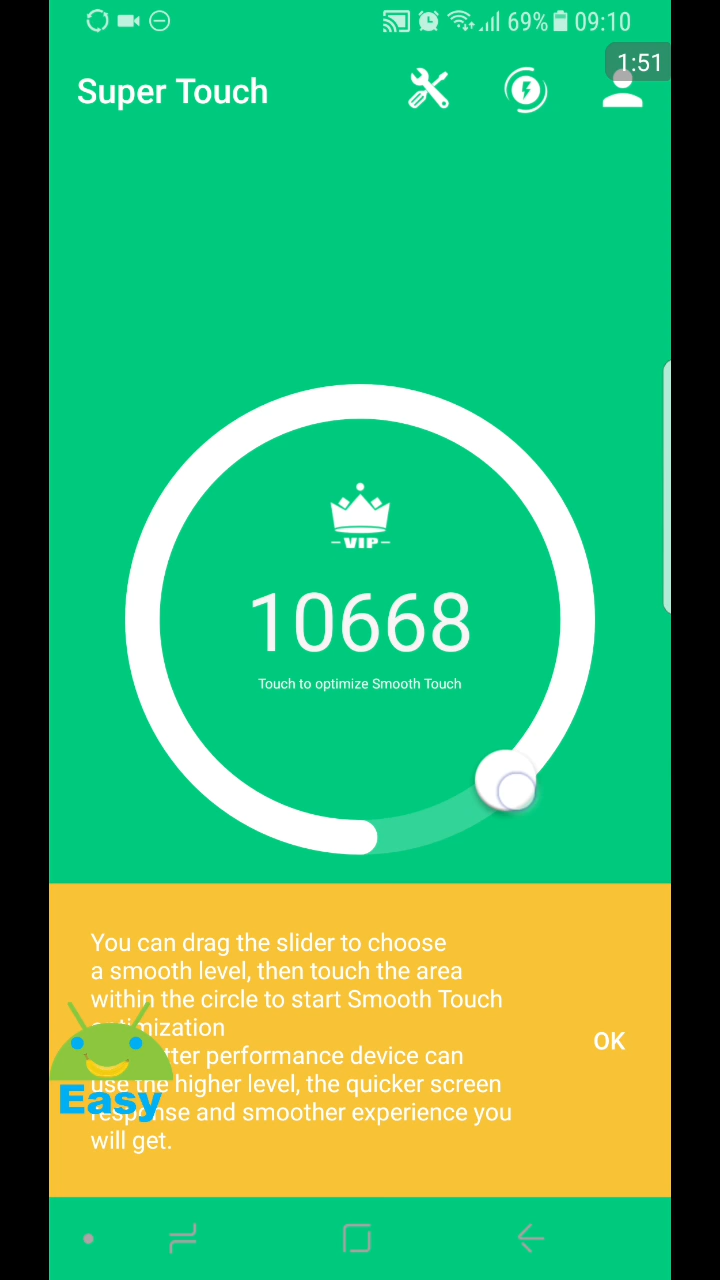 69% 09:10
1:51
Super Touch
VIP
10668
Touch to optimize Smooth Touch
You can drag the slider to choose
a smooth level, then touch the area
within the circle to start Smooth Touch
OK
performance device can
use the higher level, the quicker screen
response and smoother experience you
will get.
Easy